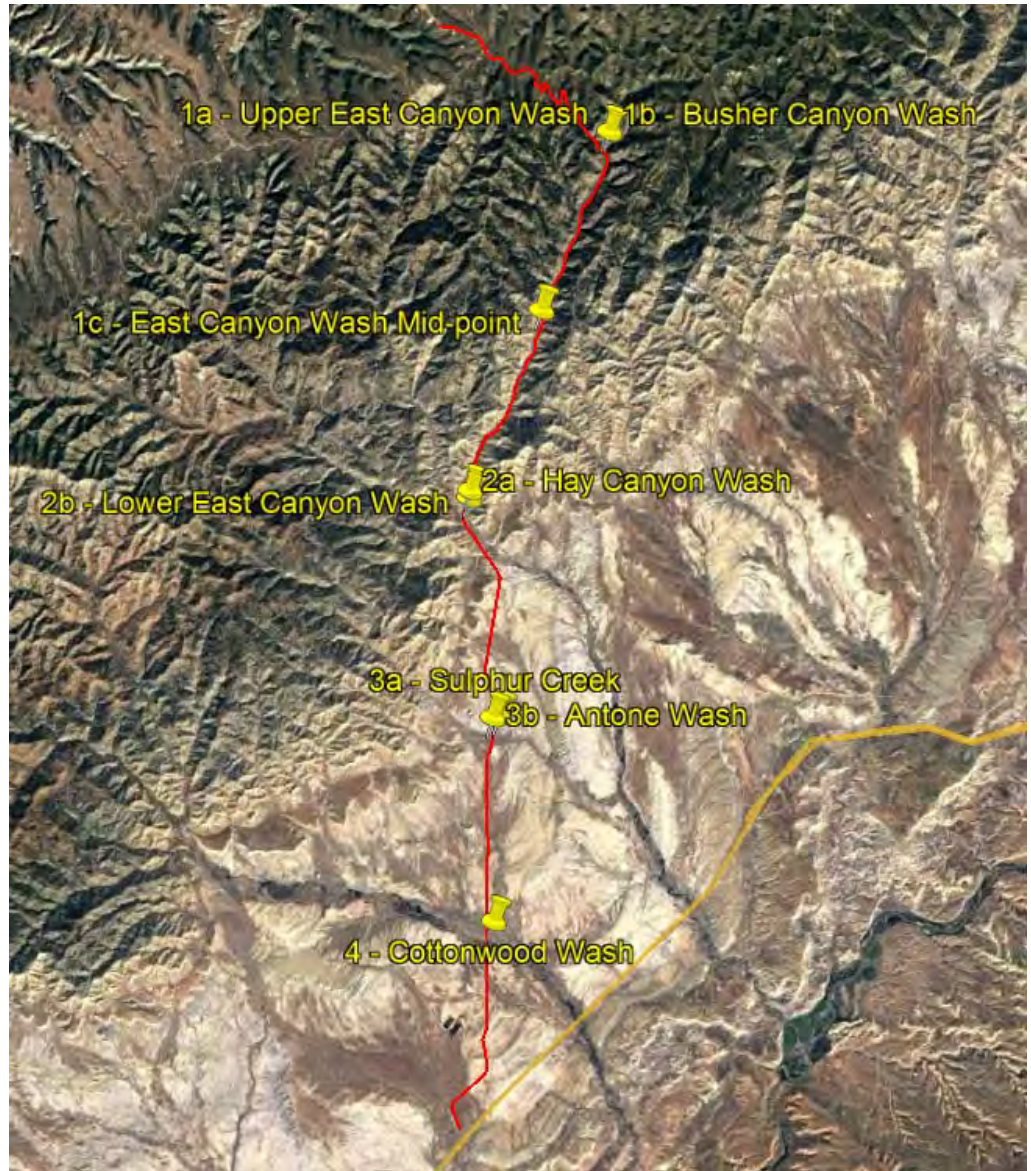 1a - Upper East Canyon Wash
1b - Busher Canyon Wash
1c - East Canyon Wash Mid-point
2a - Hay Canyon Wash
2b - Lower East Canyon Wash
3a - Sulphur Creek
3b - Antone Wash
4 - Cottonwood Wash